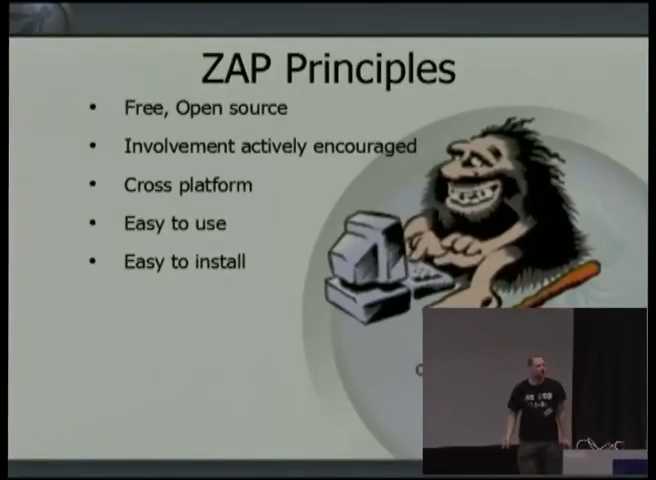 ZAP Principles
• Free, Open source
• Involvement actively encouraged
• Cross platform
• Easy to use
• Easy to install